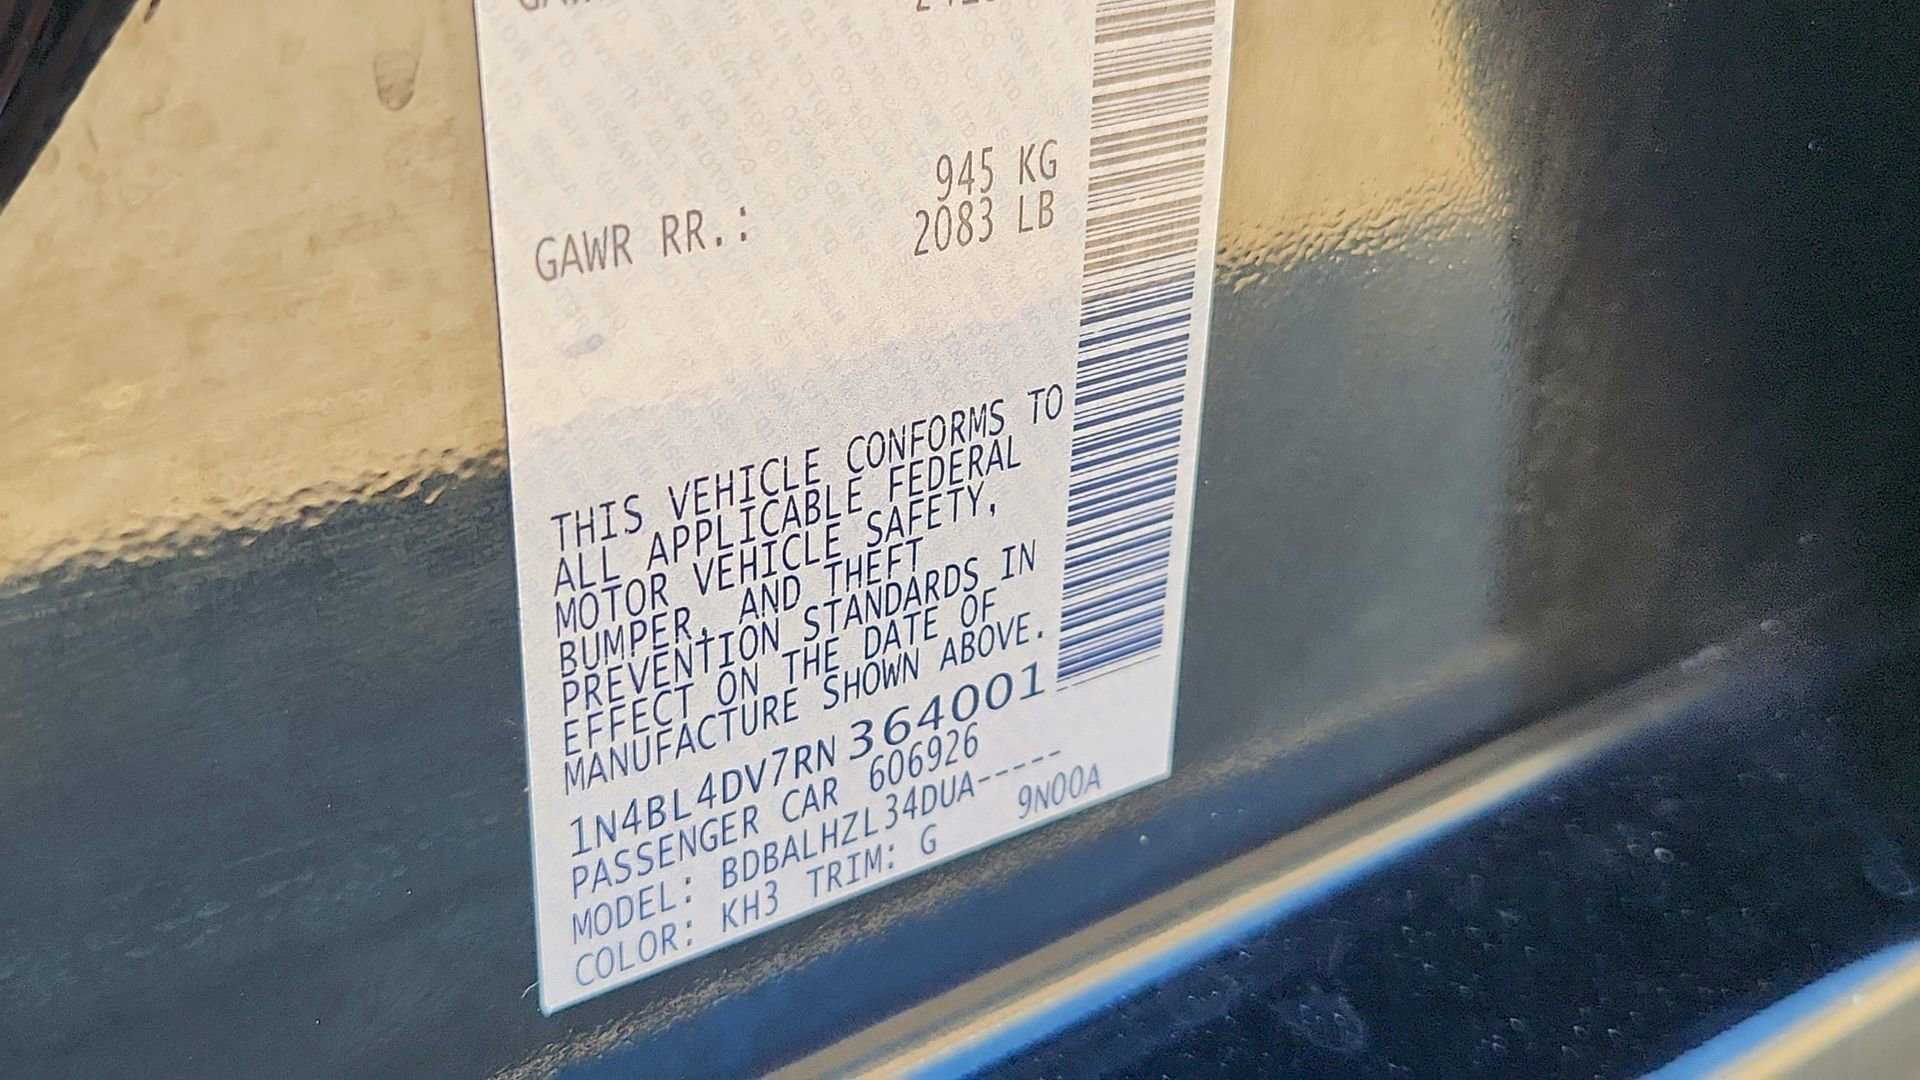 945 KG
GAWR RR.: 2083 LB
THIS VEHICLE CONFORMS TO
ALL APPLICABLE FEDERAL
MOTOR VEHICLE SAFETY,
BUMPER, AND THEFT
PREVENTION STANDARDS IN
EFFECT ON THE DATE OF
MANUFACTURE SHOWN ABOVE.
1N4BL4DV7RN 364001
PASSENGER CAR 606926
MODEL: BDBALHZL34DUA-----
COLOR: KH3 TRIM: G 9N00A